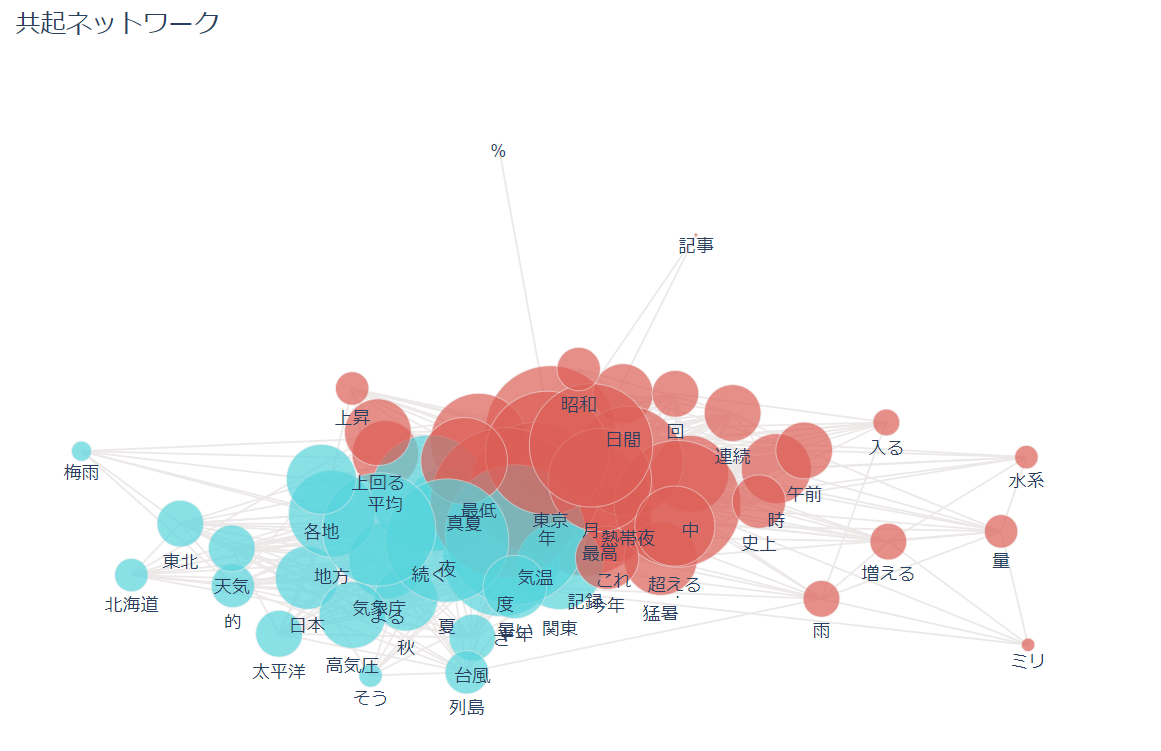 共起ネットワーク
%
記事
昭和
上昇
日間
回
入る
連続
梅雨
水系
上回る
午前
平均
最低
真夏
東京
時
各地
月
中
年
熱帯夜
史上
最高
東北
量
夜
続く
増える
地方
気温
これ
天気
超える
北海道
度
記録
今年
気象庁
猛暑
よる
的
日本
夏
関東
雨
秋
ミリ
高気圧
太平洋
台風
そう
列島